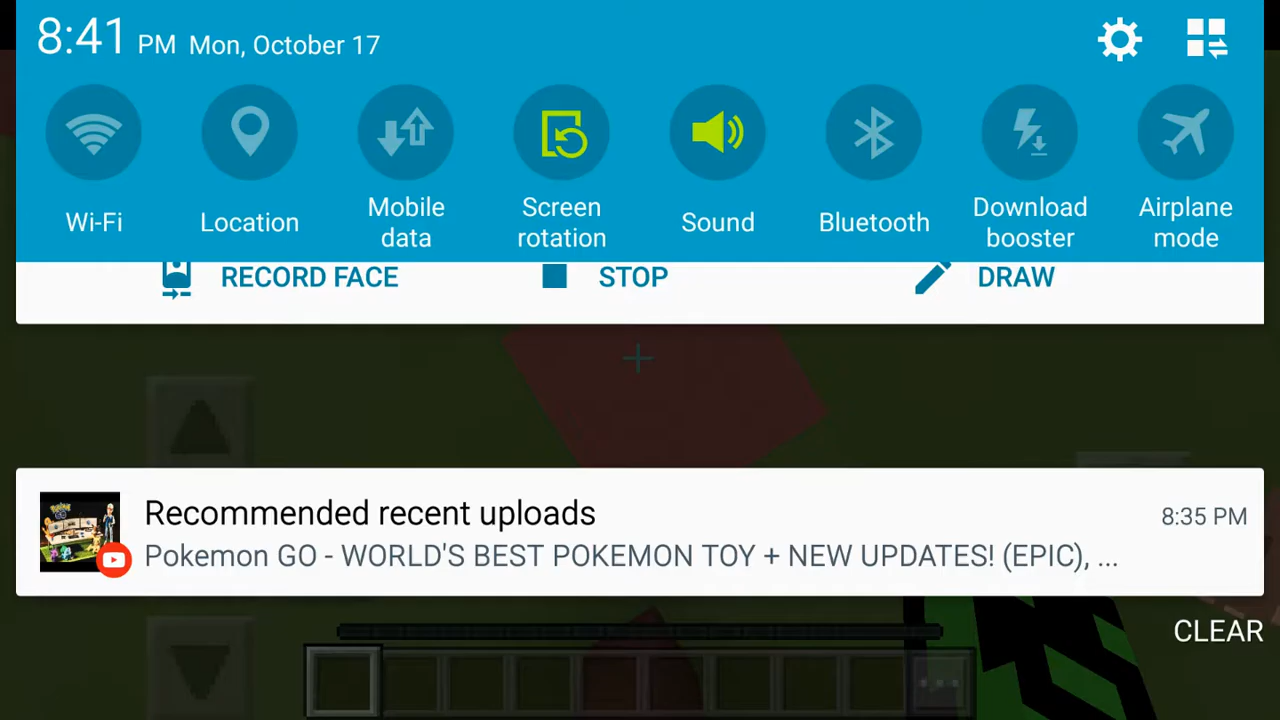 8:41 PM Mon, October 17
Wi-Fi
Location
Mobile
data
Screen
rotation
Sound
Bluetooth
Download
booster
Airplane
mode
RECORD FACE
STOP
DRAW
Recommended recent uploads
8:35 PM
Pokemon GO - WORLD'S BEST POKEMON TOY + NEW UPDATES! (EPIC), ...
CLEAR